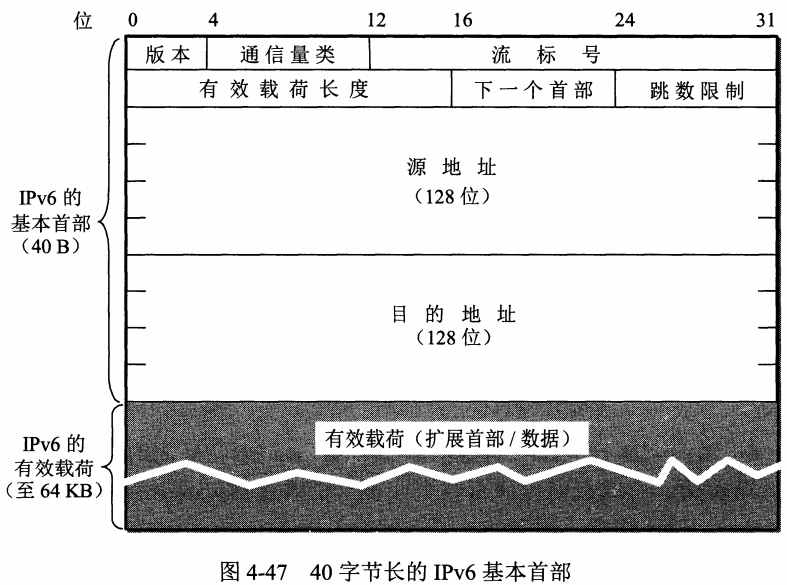 位 0 4 12 16 24 31
版本 通信量类 流标号
有效载荷长度 下一个首部 跳数限制
源地址
(128 位)
IPv6 的
基本首部
(40 B)
目的地址
(128 位)
有效载荷（扩展首部 / 数据）
IPv6 的
有效载荷
(至 64 KB)
图 4-47 40 字节长的 IPv6 基本首部